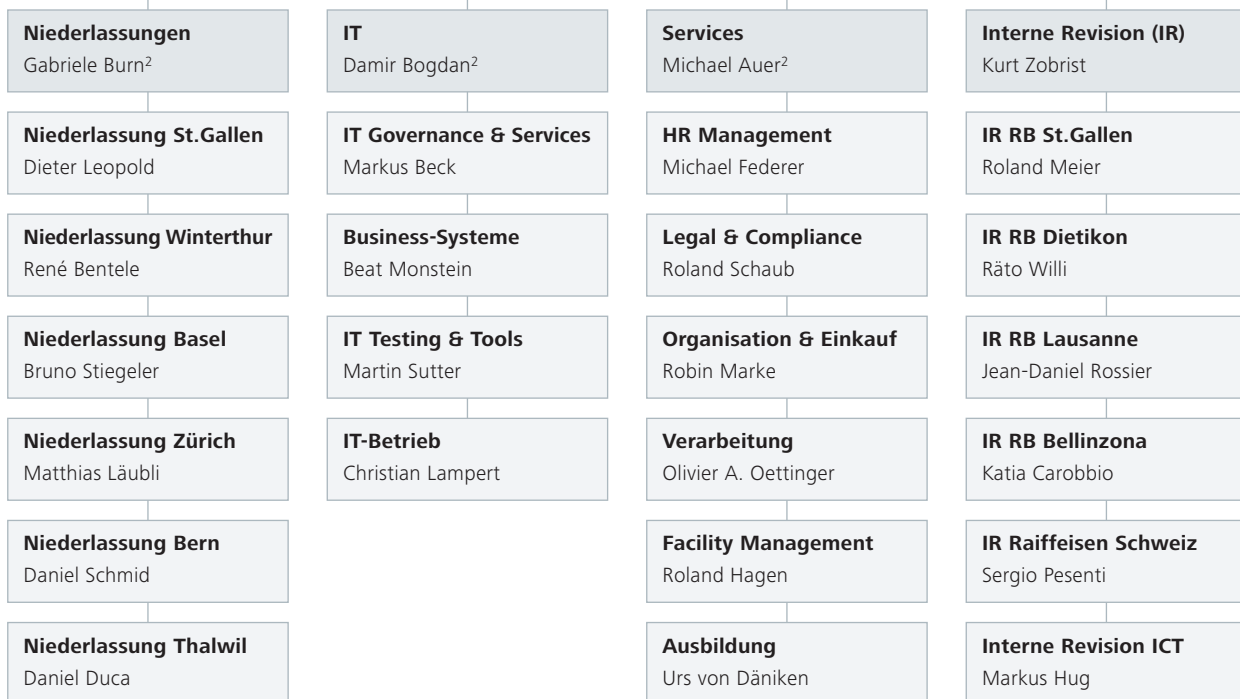 Niederlassungen
Gabriele Burn²
Niederlassung St.Gallen
Dieter Leopold
Niederlassung Winterthur
René Bentele
Niederlassung Basel
Bruno Stiegeler
Niederlassung Zürich
Matthias Läubli
Niederlassung Bern
Daniel Schmid
Niederlassung Thalwil
Daniel Duca
IT
Damir Bogdan²
IT Governance & Services
Markus Beck
Business-Systeme
Beat Monstein
IT Testing & Tools
Martin Sutter
IT-Betrieb
Christian Lampert
Services
Michael Auer²
HR Management
Michael Federer
Legal & Compliance
Roland Schaub
Organisation & Einkauf
Robin Marke
Verarbeitung
Olivier A. Oettinger
Facility Management
Roland Hagen
Ausbildung
Urs von Däniken
Interne Revision (IR)
Kurt Zobrist
IR RB St.Gallen
Roland Meier
IR RB Dietikon
Räto Willi
IR RB Lausanne
Jean-Daniel Rossier
IR RB Bellinzona
Katia Carobbio
IR Raiffeisen Schweiz
Sergio Pesenti
Interne Revision ICT
Markus Hug